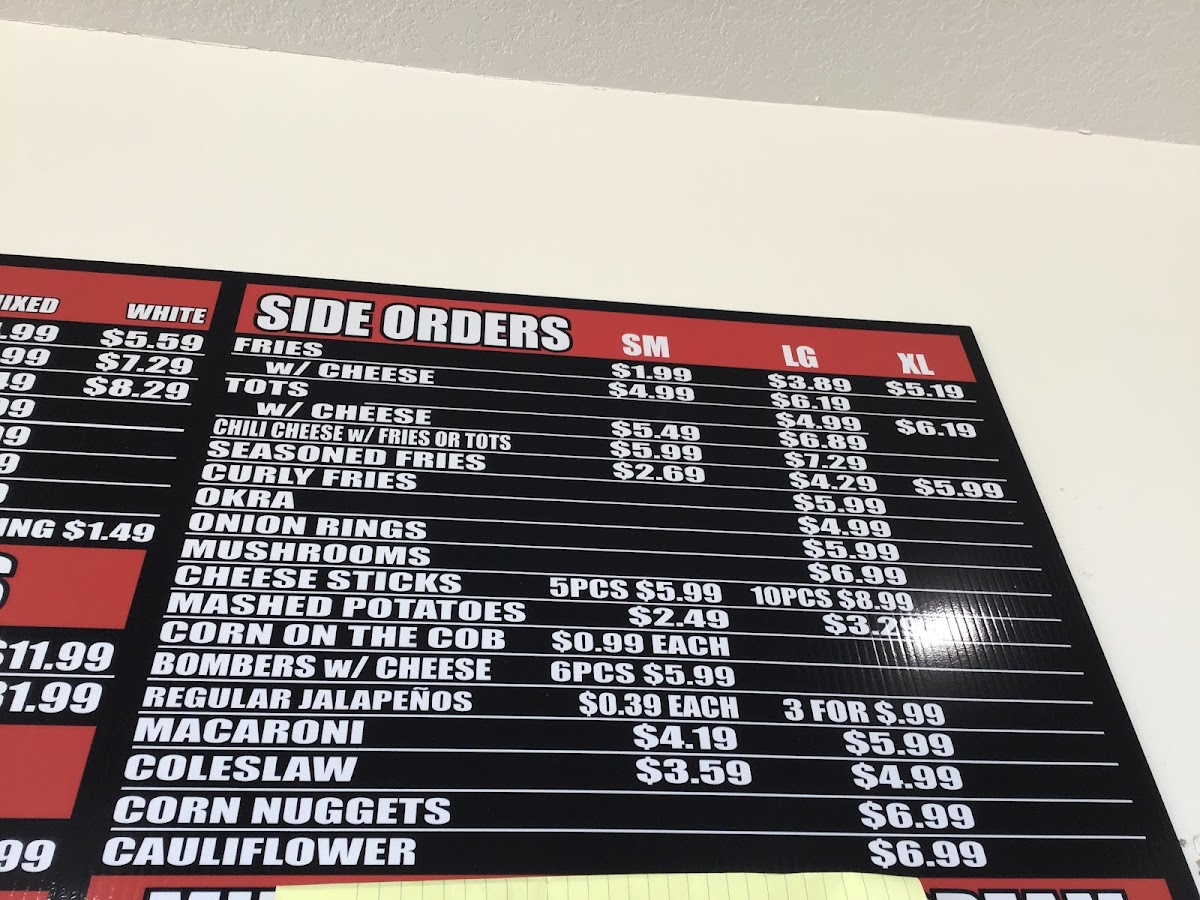 WHITE
$5.59
$7.29
$8.29
$1.49
$11.99
SIDE ORDERS SM LG XL
FRIES $1.99 $3.89 $5.19
w/ CHEESE $4.99 $6.19
TOTS $4.99 $6.19
w/ CHEESE $5.49 $6.89
CHILI CHEESE w/ FRIES OR TOTS $5.99 $7.29
SEASONED FRIES $2.69 $4.29 $5.99
CURLY FRIES $5.99
OKRA $4.99
ONION RINGS $5.99
MUSHROOMS $6.99
CHEESE STICKS 5PCS $5.99 10PCS $8.99
MASHED POTATOES $2.49
CORN ON THE COB $0.99 EACH
BOMBERS w/ CHEESE 6PCS $5.99
REGULAR JALAPEÑOS $0.39 EACH 3 FOR $.99
MACARONI $4.19 $5.99
COLESLAW $3.59 $4.99
CORN NUGGETS $6.99
CAULIFLOWER $6.99